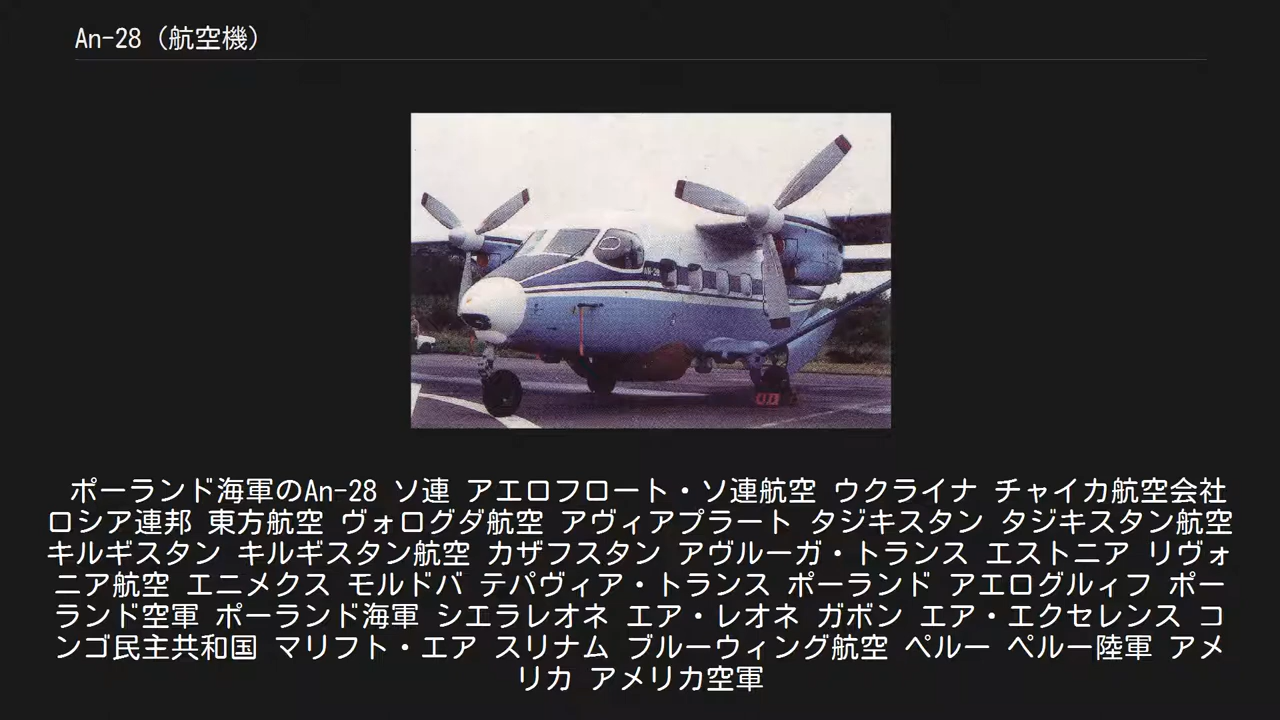 An-28（航空機）
AN-28
ポーランド海軍のAn-28 ソ連 アエロフロート・ソ連航空 ウクライナ チャイカ航空会社
ロシア連邦 東方航空 ヴォログダ航空 アヴィアプラート タジキスタン タジキスタン航空
キルギスタン キルギスタン航空 カザフスタン アヴルーガ・トランス エストニア リヴォ
ニア航空 エニメクス モルドバ テパヴィア・トランス ポーランド アエログルィフ ポー
ランド空軍 ポーランド海軍 シエラレオネ エア・レオネ ガボン エア・エクセレンス コ
ンゴ民主共和国 マリフト・エア スリナム ブルーウィング航空 ペルー ペルー陸軍 アメ
リカ アメリカ空軍